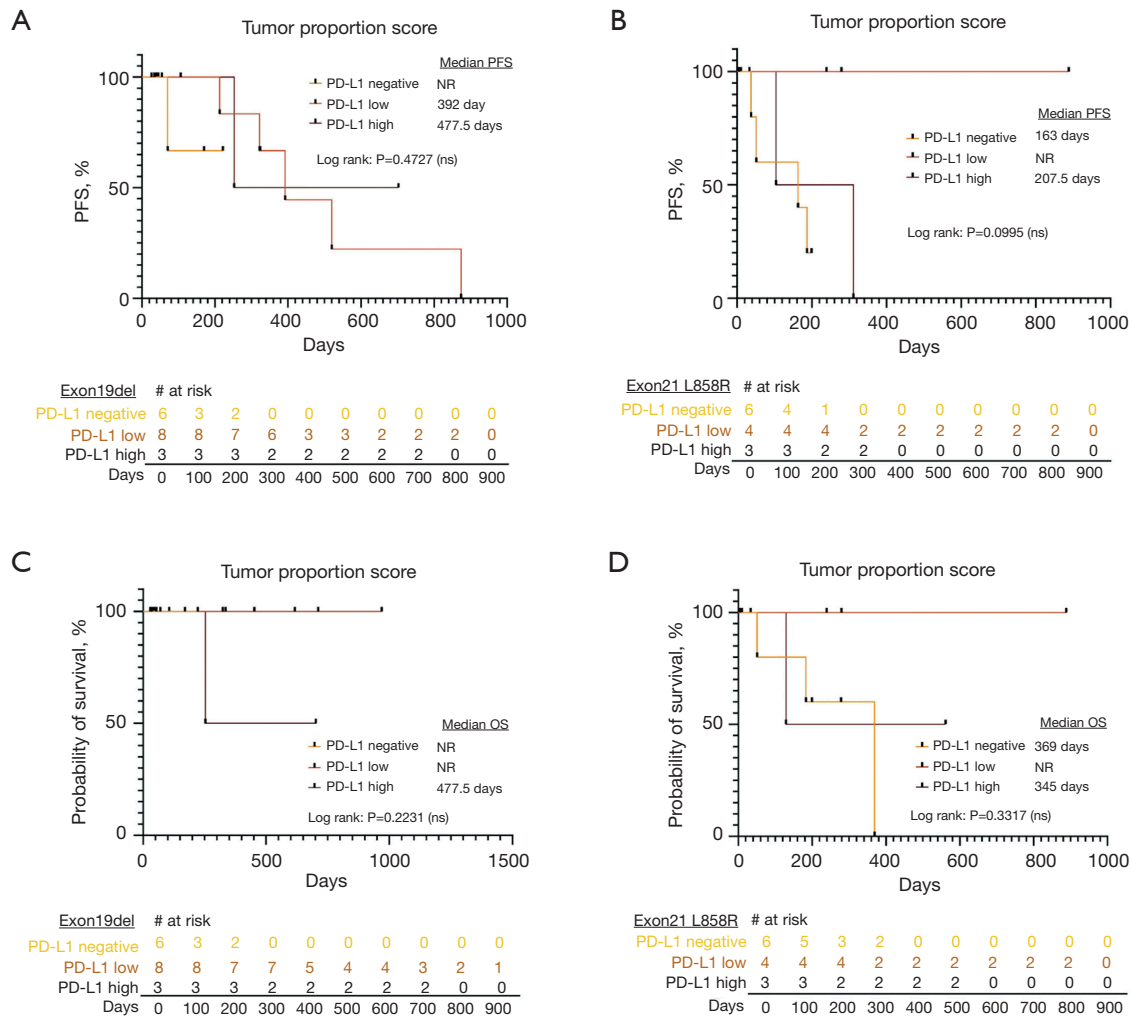 A
Tumor proportion score
Median PFS
PD-L1 negative NR
PD-L1 low 392 day
PD-L1 high 477.5 days
Log rank: P=0.4727 (ns)
PFS, %
100
50
0
0 200 400 600 800 1000
Days
Exon19del # at risk
PD-L1 negative 6 3 2 0 0 0 0 0 0 0
PD-L1 low 8 8 7 6 3 3 2 2 2 0
PD-L1 high 3 3 3 2 2 2 2 2 0 0
Days 0 100 200 300 400 500 600 700 800 900
B
Tumor proportion score
Median PFS
PD-L1 negative 163 days
PD-L1 low NR
PD-L1 high 207.5 days
Log rank: P=0.0995 (ns)
PFS, %
100
50
0
0 200 400 600 800 1000
Days
Exon21 L858R # at risk
PD-L1 negative 6 4 1 0 0 0 0 0 0 0
PD-L1 low 4 4 4 2 2 2 2 2 2 0
PD-L1 high 3 3 2 2 0 0 0 0 0 0
Days 0 100 200 300 400 500 600 700 800 900
C
Tumor proportion score
Probability of survival, %
100
50
0
Median OS
PD-L1 negative NR
PD-L1 low NR
PD-L1 high 477.5 days
Log rank: P=0.2231 (ns)
0 500 1000 1500
Days
Exon19del # at risk
PD-L1 negative 6 3 2 0 0 0 0 0 0 0
PD-L1 low 8 8 7 7 5 4 4 3 2 1
PD-L1 high 3 3 3 2 2 2 2 2 0 0
Days 0 100 200 300 400 500 600 700 800 900
D
Tumor proportion score
Probability of survival, %
100
50
0
Median OS
PD-L1 negative 369 days
PD-L1 low NR
PD-L1 high 345 days
Log rank: P=0.3317 (ns)
0 200 400 600 800 1000
Days
Exon21 L858R # at risk
PD-L1 negative 6 5 3 2 0 0 0 0 0 0
PD-L1 low 4 4 4 2 2 2 2 2 2 0
PD-L1 high 3 3 2 2 2 2 0 0 0 0
Days 0 100 200 300 400 500 600 700 800 900